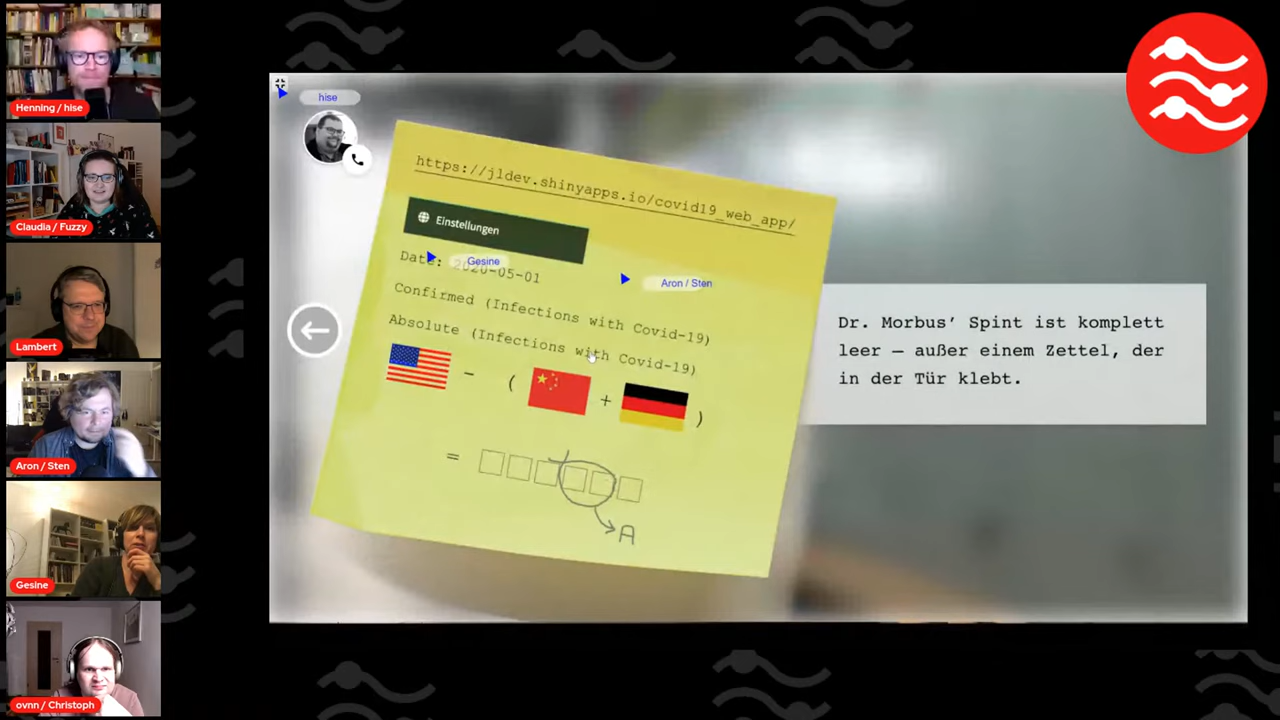 Henning / hise
Claudia / Fuzzy
Lambert
Aron / Sten
Gesine
ovnn / Christoph
hise
https://jldev.shinyapps.io/covid19_web_app/
Einstellungen
Date: 2020-05-01
Gesine
Aron / Sten
Confirmed (Infections with Covid-19)
Absolute (Infections with Covid-19)
- ( + )
=
A
Dr. Morbus’ Spint ist komplett
leer – außer einem Zettel, der
in der Tür klebt.